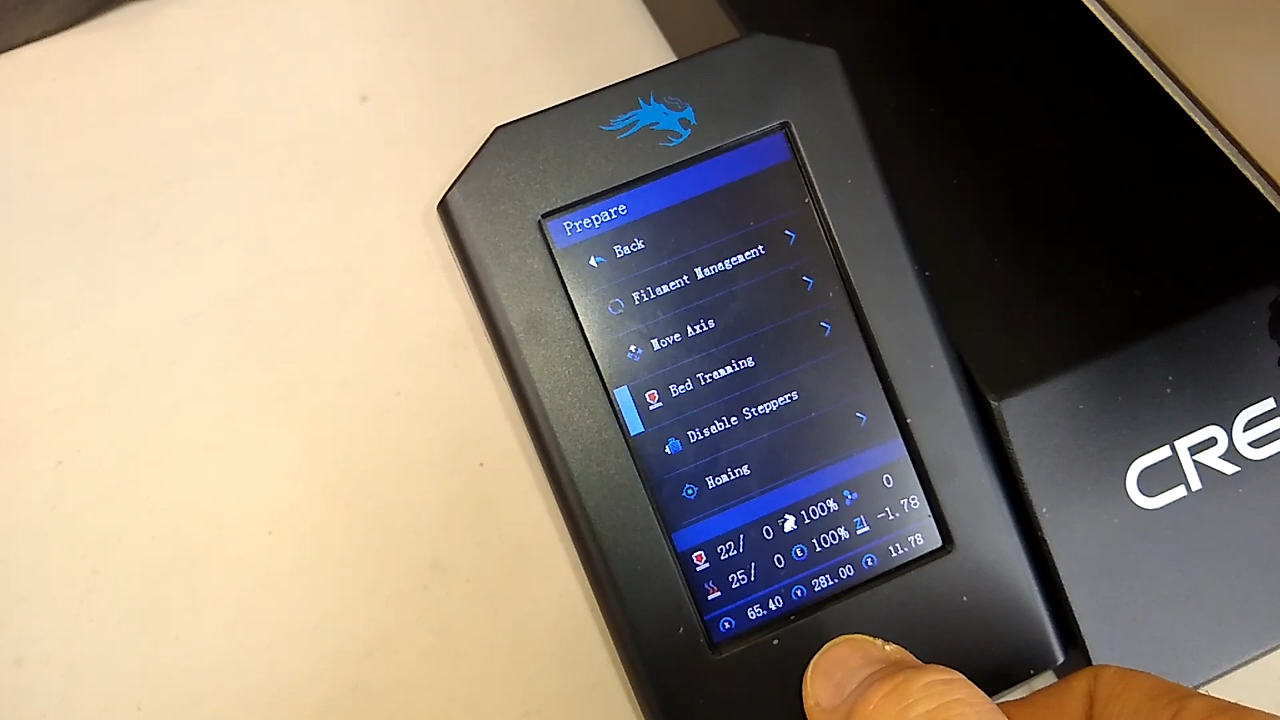 Prepare
Back
Filament Management
Move Axis
Bed Tramming
Disable Steppers
Homing
22/ 0 100% 0
25/ 0 E 100% Z -1.78
X 65.40 Y 281.00 Z 11.78
CRE